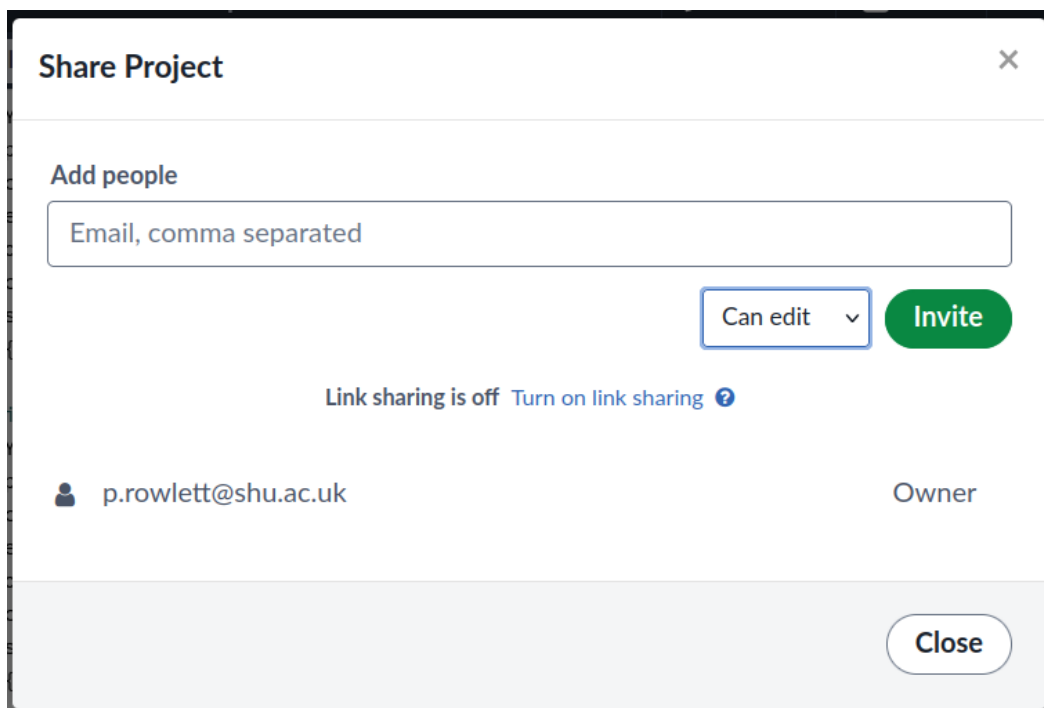 Share Project
Add people
Email, comma separated
Can edit
Invite
Link sharing is off Turn on link sharing
p.rowlett@shu.ac.uk Owner
Close